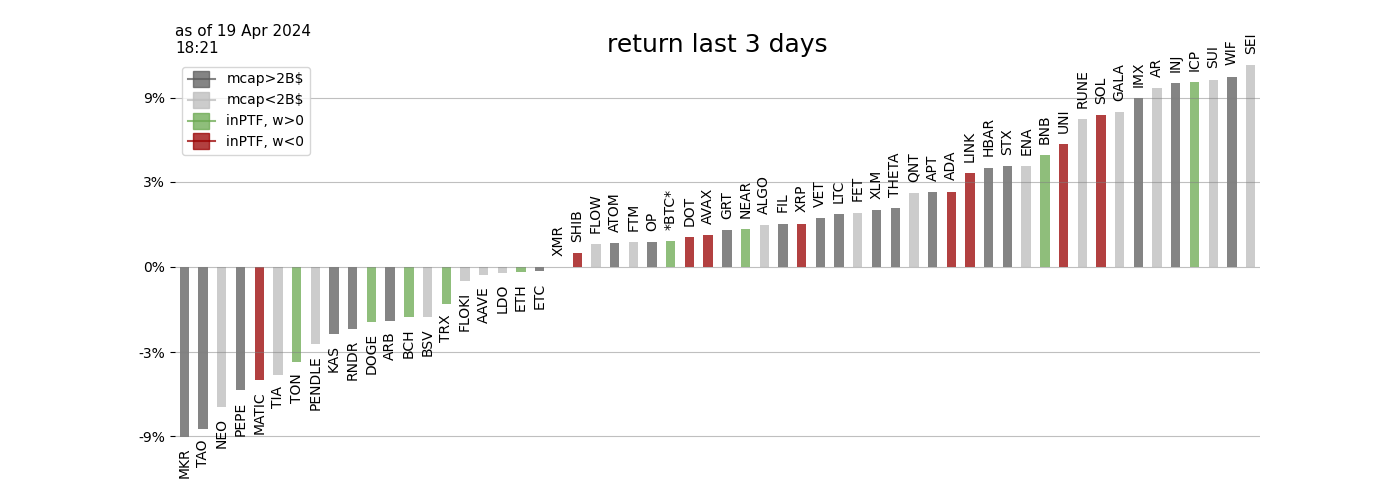 as of 19 Apr 2024
18:21
return last 3 days
mcap>2B$
mcap<2B$
inPTF, w>0
inPTF, w<0
9%
3%
0%
-3%
-9%
MKR
TAO
NEO
PEPE
MATIC
TIA
TON
PENDLE
KAS
RNDR
DOGE
ARB
BCH
BSV
TRX
FLOKI
AAVE
LDO
ETH
ETC
XMR
SHIB
FLOW
ATOM
FTM
OP
*BTC*
DOT
AVAX
GRT
NEAR
ALGO
FIL
XRP
VET
LTC
FET
XLM
THETA
QNT
APT
ADA
LINK
HBAR
STX
ENA
BNB
UNI
RUNE
SOL
GALA
IMX
AR
INJ
ICP
SUI
WIF
SEI